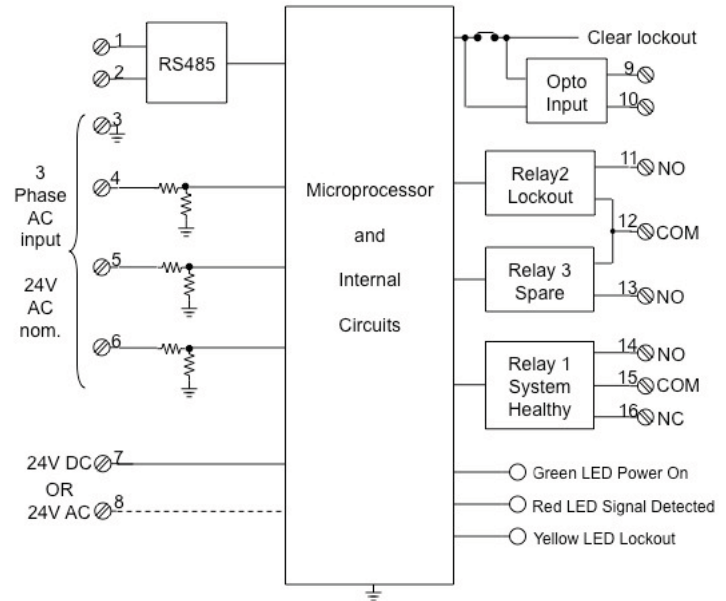 1
2
RS485
3
3
Phase
AC
input
24V
AC
nom.
4
5
6
24V DC
7
OR
24V AC
8
Microprocessor
and
Internal
Circuits
Clear lockout
Opto
Input
9
10
Relay2
Lockout
11
NO
12
COM
Relay 3
Spare
13
NO
Relay 1
System
Healthy
14
NO
15
COM
16
NC
Green LED Power On
Red LED Signal Detected
Yellow LED Lockout